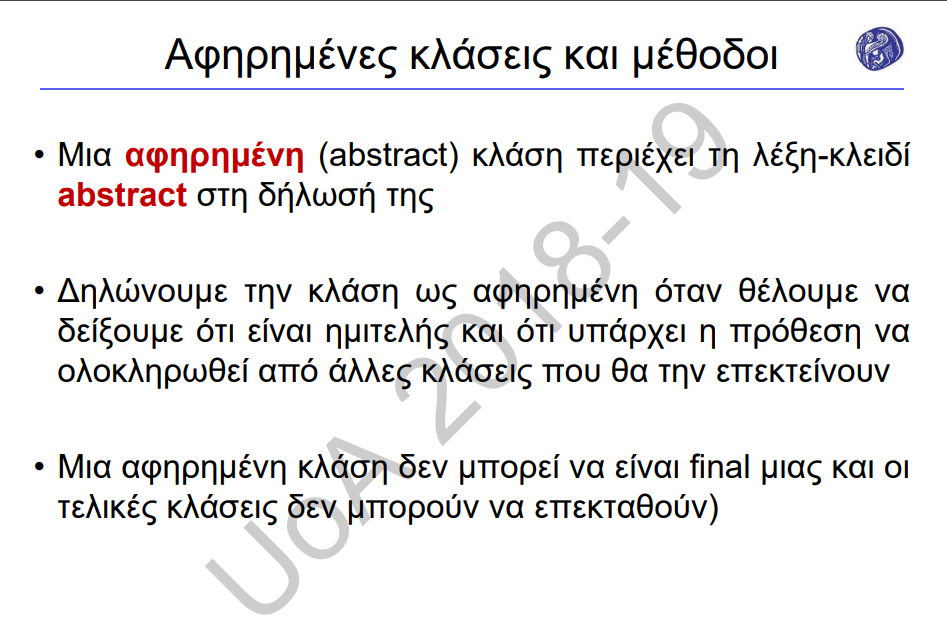 Αφηρημένες κλάσεις και μέθοδοι
• Μια αφηρημένη (abstract) κλάση περιέχει τη λέξη-κλειδί
abstract στη δήλωσή της
• Δηλώνουμε την κλάση ως αφηρημένη όταν θέλουμε να
δείξουμε ότι είναι ημιτελής και ότι υπάρχει η πρόθεση να
ολοκληρωθεί από άλλες κλάσεις που θα την επεκτείνουν
• Μια αφηρημένη κλάση δεν μπορεί να είναι final μιας και οι
τελικές κλάσεις δεν μπορούν να επεκταθούν)
UoA 2018-19